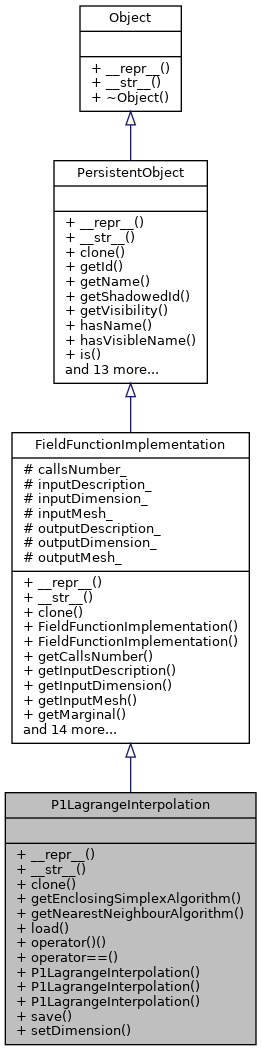 Object
+ __repr__()
+ __str__()
+ ~Object()
PersistentObject
+ __repr__()
+ __str__()
+ clone()
+ getId()
+ getName()
+ getShadowedId()
+ getVisibility()
+ hasName()
+ hasVisibleName()
+ is()
and 13 more...
FieldFunctionImplementation
# callsNumber_
# inputDescription_
# inputDimension_
# inputMesh_
# outputDescription_
# outputDimension_
# outputMesh_
+ __repr__()
+ __str__()
+ clone()
+ FieldFunctionImplementation()
+ FieldFunctionImplementation()
+ getCallsNumber()
+ getInputDescription()
+ getInputDimension()
+ getInputMesh()
+ getMarginal()
and 14 more...
P1LagrangeInterpolation
+ __repr__()
+ __str__()
+ clone()
+ getEnclosingSimplexAlgorithm()
+ getNearestNeighbourAlgorithm()
+ load()
+ operator()()
+ operator==()
+ P1LagrangeInterpolation()
+ P1LagrangeInterpolation()
+ P1LagrangeInterpolation()
+ save()
+ setDimension()